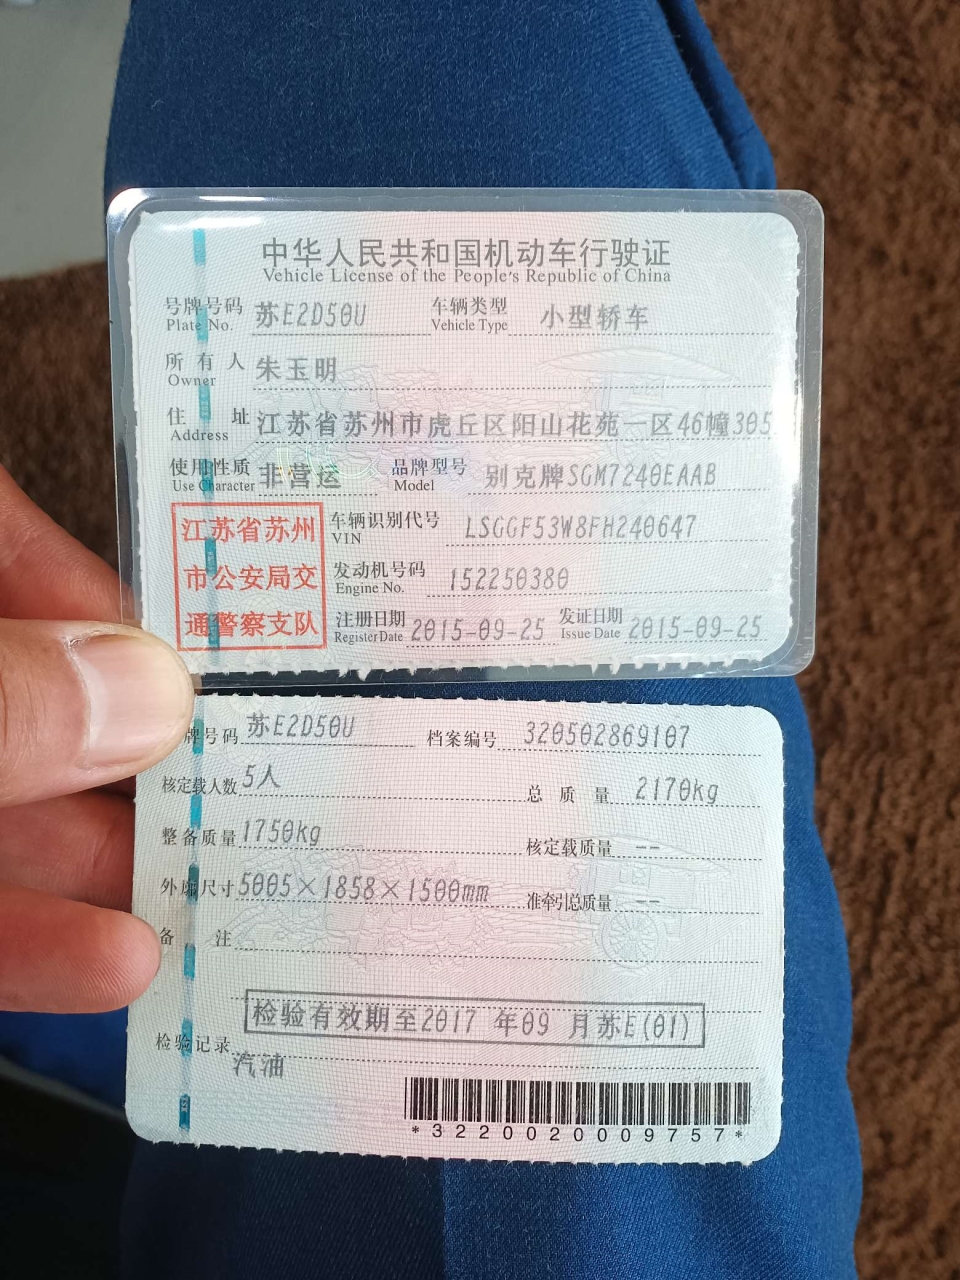 中华人民共和国机动车行驶证
Vehicle License of the People's Republic of China
号牌号码 苏E2D50U 车辆类型 小型轿车
Plate No. Vehicle Type
所有人 朱玉明
Owner
住址 江苏省苏州市虎丘区阳山花苑一区46幢305
Address
使用性质 非营运 品牌型号 别克牌SGM7240EAAB
Use Character Model
江苏省苏州
市公安局交
通警察支队
车辆识别代号 LSGGF53W8FH240647
VIN
发动机号码 152250380
Engine No.
注册日期 2015-09-25 发证日期 2015-09-25
Register Date Issue Date
牌号码 苏E2D50U 档案编号 320502869107
核定载人数 5人 总质量 2170kg
整备质量 1750kg 核定载质量 --
外廓尺寸 5005×1858×1500mm 准牵引总质量 --
备注
检验有效期至2017 年09 月苏E(01)
检验记录
汽油
*3220020009757*